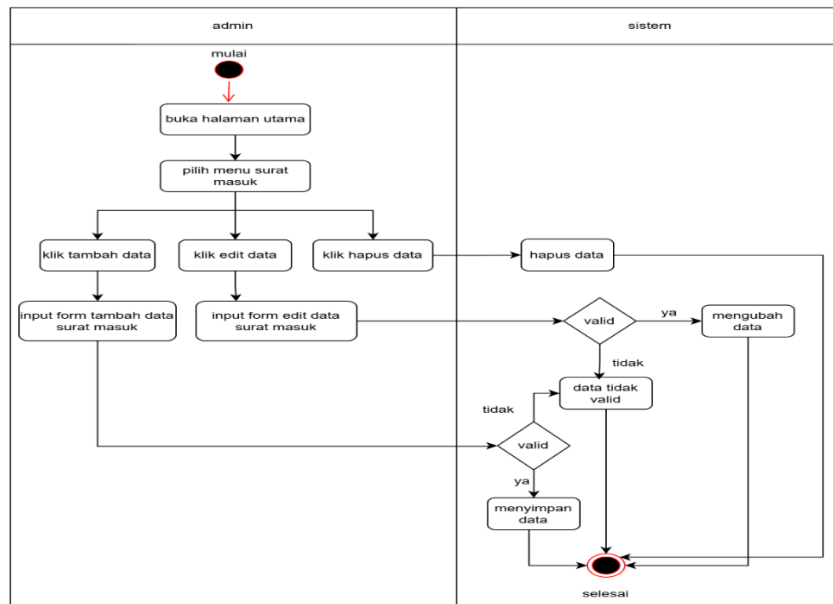 admin
sistem
mulai
buka halaman utama
pilih menu surat
masuk
klik tambah data
klik edit data
klik hapus data
hapus data
input form tambah data
surat masuk
input form edit data
surat masuk
valid
ya
mengubah
data
tidak
data tidak
valid
tidak
valid
ya
menyimpan
data
selesai